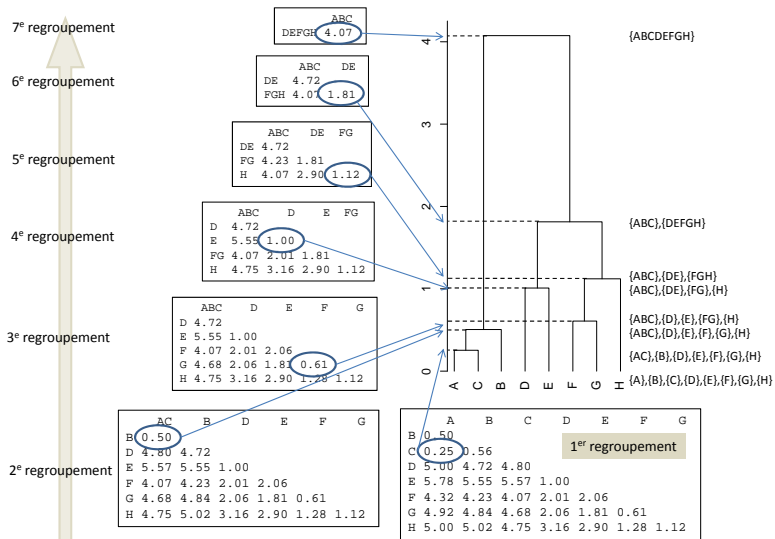 7e regroupement
ABC
DEFGH 4.07
6e regroupement
ABC DE
DE 4.72
FGH 4.07 1.81
5e regroupement
ABC DE FG
DE 4.72
FG 4.23 1.81
H 4.07 2.90 1.12
4e regroupement
ABC D E FG
D 4.72
E 5.55 1.00
FG 4.07 2.01 1.81
H 4.75 3.16 2.90 1.12
3e regroupement
ABC D E F G
D 4.72
E 5.55 1.00
F 4.07 2.01 2.06
G 4.68 2.06 1.81 0.61
H 4.75 3.16 2.90 1.28 1.12
2e regroupement
AC B D E F G
B 0.50
D 4.80 4.72
E 5.57 5.55 1.00
F 4.07 4.23 2.01 2.06
G 4.68 4.84 2.06 1.81 0.61
H 4.75 5.02 3.16 2.90 1.28 1.12
1er regroupement
A B C D E F G
B 0.50
C 0.25 0.56
D 5.00 4.72 4.80
E 5.78 5.55 5.57 1.00
F 4.32 4.23 4.07 2.01 2.06
G 4.92 4.84 4.68 2.06 1.81 0.61
H 5.00 5.02 4.75 3.16 2.90 1.28 1.12
4
3
2
1
0
A C B D E F G H
{ABCDEFGH}
{ABC},{DEFGH}
{ABC},{DE},{FGH}
{ABC},{DE},{FG},{H}
{ABC},{D},{E},{FG},{H}
{ABC},{D},{E},{F},{G},{H}
{AC},{B},{D},{E},{F},{G},{H}
{A},{B},{C},{D},{E},{F},{G},{H}